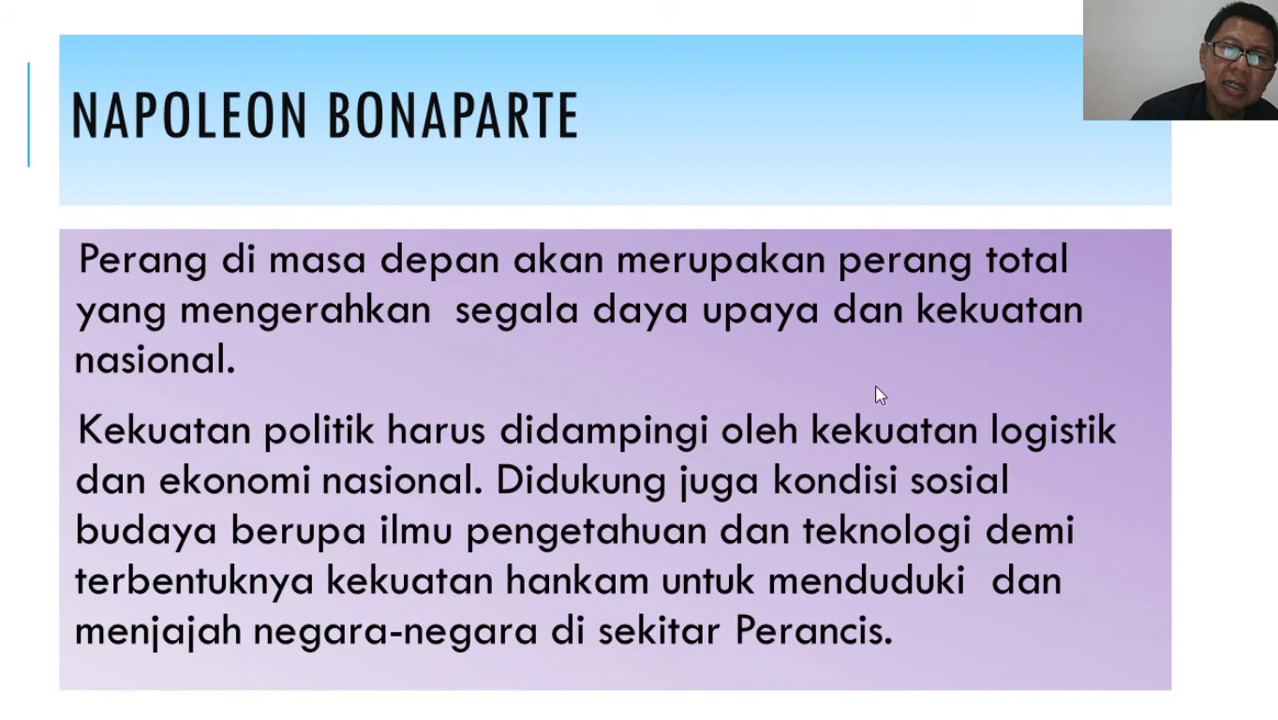 NAPOLEON BONAPARTE
Perang di masa depan akan merupakan perang total
yang mengerahkan segala daya upaya dan kekuatan
nasional.
Kekuatan politik harus didampingi oleh kekuatan logistik
dan ekonomi nasional. Didukung juga kondisi sosial
budaya berupa ilmu pengetahuan dan teknologi demi
terbentuknya kekuatan hankam untuk menduduki dan
menjajah negara-negara di sekitar Perancis.